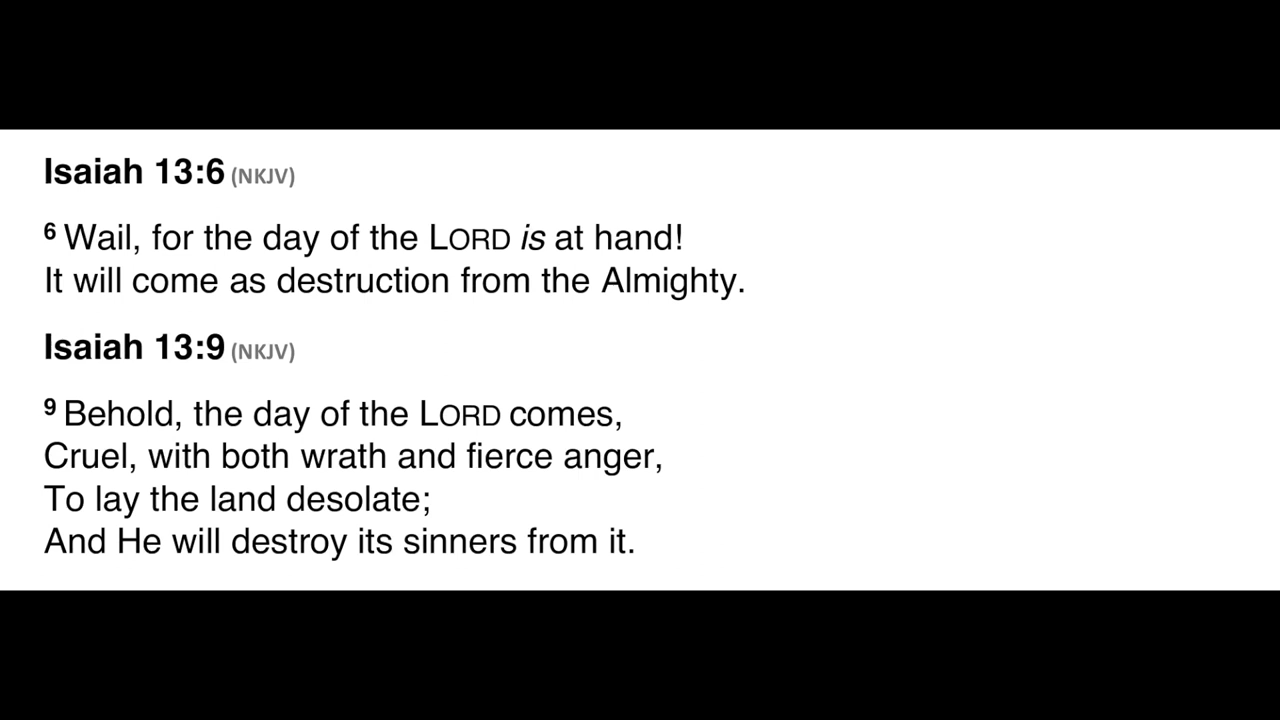 Isaiah 13:6 (NKJV)
6 Wail, for the day of the LORD is at hand!
It will come as destruction from the Almighty.
Isaiah 13:9 (NKJV)
9 Behold, the day of the LORD comes,
Cruel, with both wrath and fierce anger,
To lay the land desolate;
And He will destroy its sinners from it.